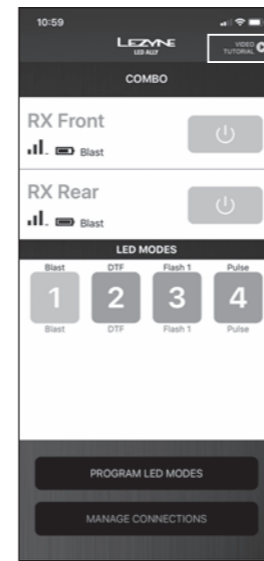 10:59
LEZYNE
LED ALLY
VIDEO
TUTORIAL
COMBO
RX Front
Blast
RX Rear
Blast
LED MODES
Blast DTF Flash 1 Pulse
1 2 3 4
Blast DTF Flash 1 Pulse
PROGRAM LED MODES
MANAGE CONNECTIONS